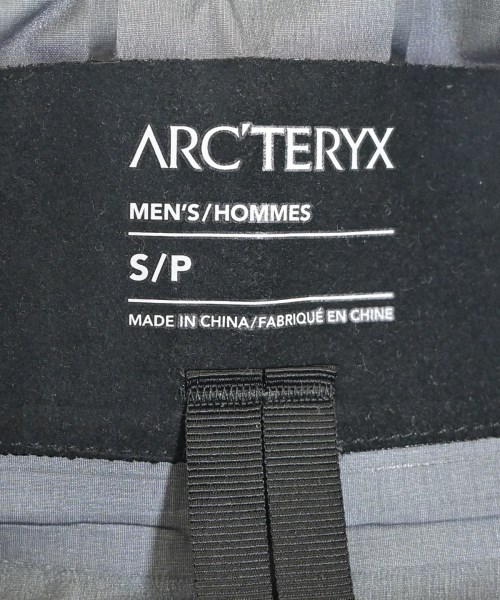 ARC'TERYX
MEN'S/HOMMES
S/P
MADE IN CHINA/FABRIQUÉ EN CHINE